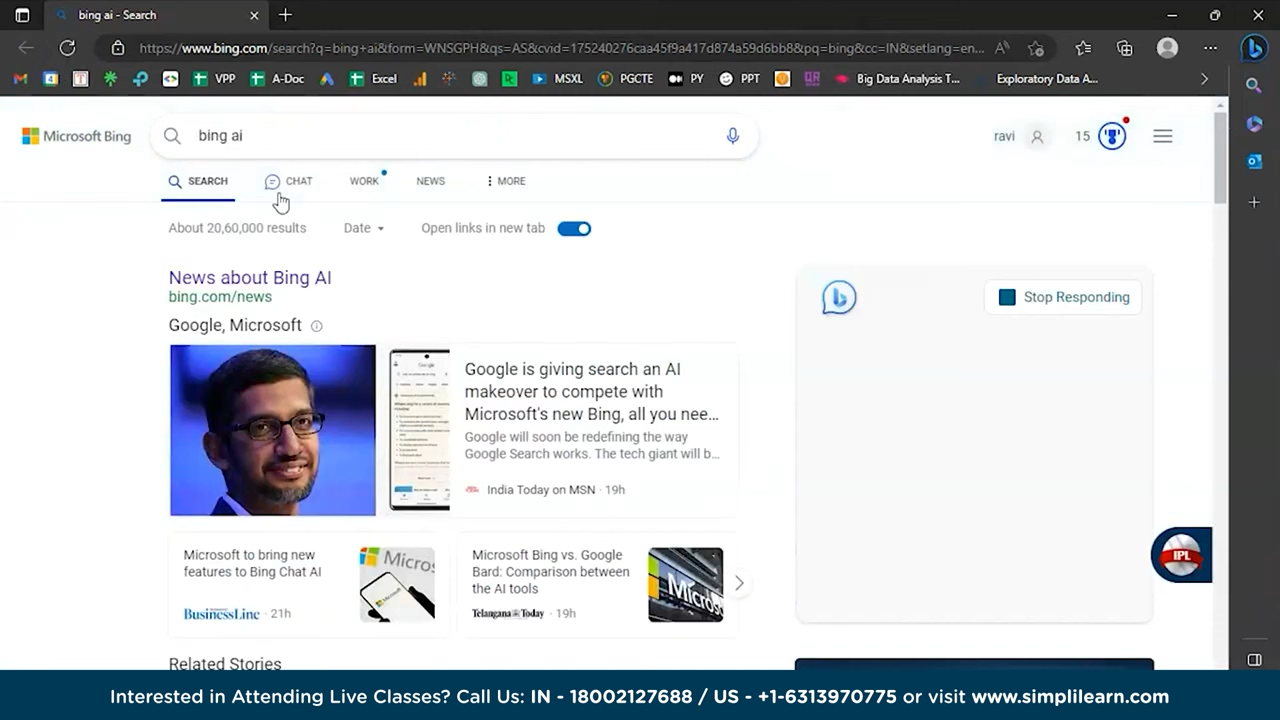 bing ai - Search
https://www.bing.com/search?q=bing+ai&form=WNSGPH&qs=AS&cvid=175240276caa45f9a417d874a59d6bb8&pq=bing&cc=IN&setlang=en...
VPP
A-Doc
Excel
MSXL
PGCTE
PY
PPT
Big Data Analysis T...
Exploratory Data A...
Microsoft Bing
bing ai
ravi
15
SEARCH
CHAT
WORK
NEWS
MORE
About 20,60,000 results
Date
Open links in new tab
News about Bing AI
bing.com/news
Google, Microsoft
Google is giving search an AI
makeover to compete with
Microsoft's new Bing, all you nee...
Google will soon be redefining the way
Google Search works. The tech giant will b...
India Today on MSN · 19h
Stop Responding
IPL
Microsoft to bring new
features to Bing Chat AI
BusinessLine · 21h
Micros
Microsoft Bing vs. Google
Bard: Comparison between
the AI tools
Telangana Today · 19h
Micros
Related Stories
Interested in Attending Live Classes? Call Us: IN - 18002127688 / US - +1-6313970775 or visit www.simplilearn.com